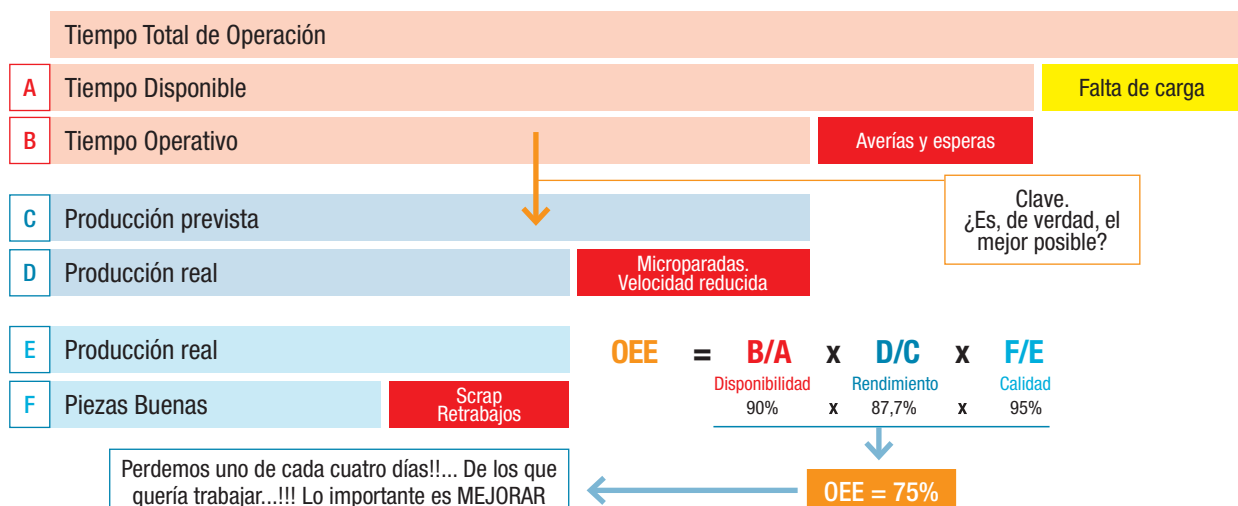 Tiempo Total de Operación
A Tiempo Disponible Falta de carga
B Tiempo Operativo Averías y esperas
Clave.
¿Es, de verdad, el
mejor posible?
C Producción prevista
D Producción real
Microparadas.
Velocidad reducida
E Producción real
F Piezas Buenas
Scrap
Retrabajos
OEE = B/A x D/C x F/E
Disponibilidad Rendimiento Calidad
90% x 87,7% x 95%
OEE = 75%
Perdemos uno de cada cuatro días!!... De los que
quería trabajar...!!! Lo importante es MEJORAR